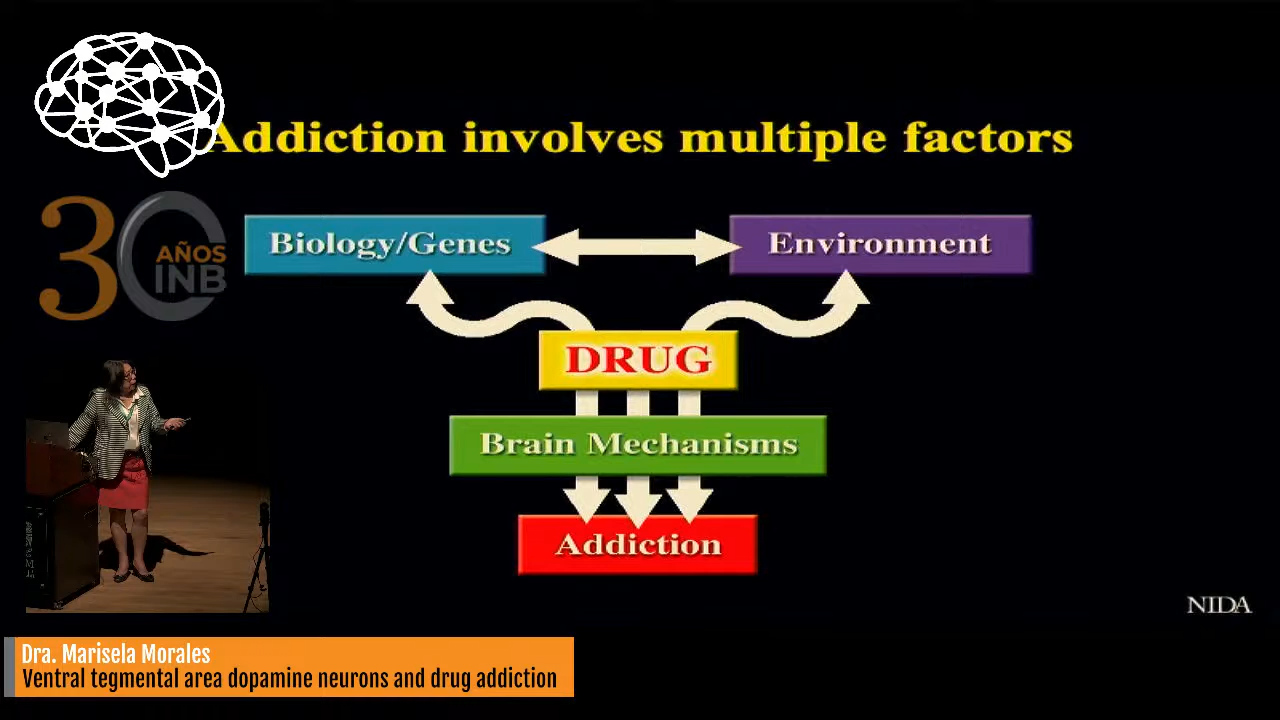 Addiction involves multiple factors
30 AÑOS
INB
Biology/Genes
Environment
DRUG
Brain Mechanisms
Addiction
NIDA
Dra. Marisela Morales
Ventral tegmental area dopamine neurons and drug addiction